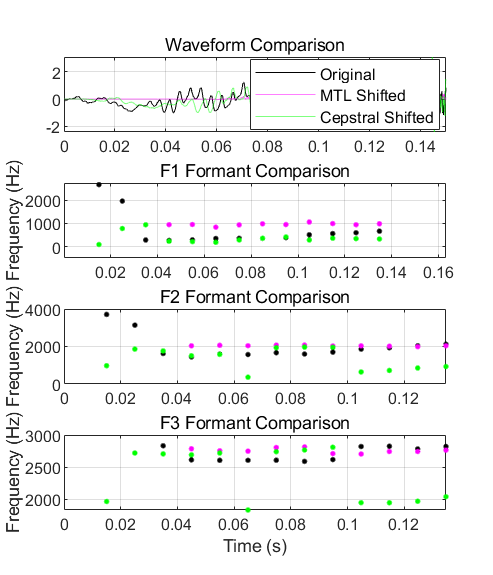 Waveform Comparison
2
0
-2
Original
MTL Shifted
Cepstral Shifted
0 0.02 0.04 0.06 0.08 0.1 0.12 0.14
F1 Formant Comparison
Frequency (Hz)
2000
1000
0
0.02 0.04 0.06 0.08 0.1 0.12 0.14 0.16
F2 Formant Comparison
Frequency (Hz)
4000
2000
0
0 0.02 0.04 0.06 0.08 0.1 0.12
F3 Formant Comparison
Frequency (Hz)
3000
2500
2000
0 0.02 0.04 0.06 0.08 0.1 0.12
Time (s)